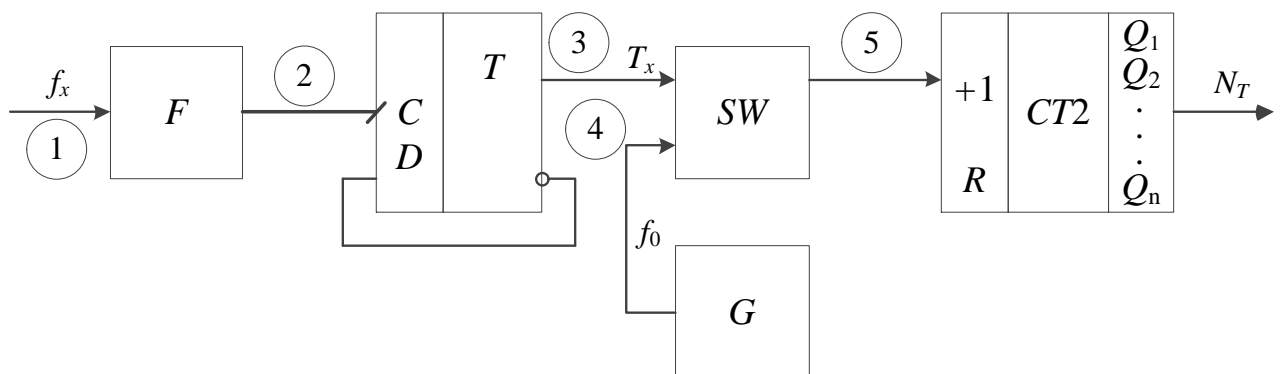 f_x
1
F
2
C
D
T
3
T_x
4
f_0
SW
G
5
+1
R
CT2
Q_1
Q_2
.
.
.
Q_n
N_T